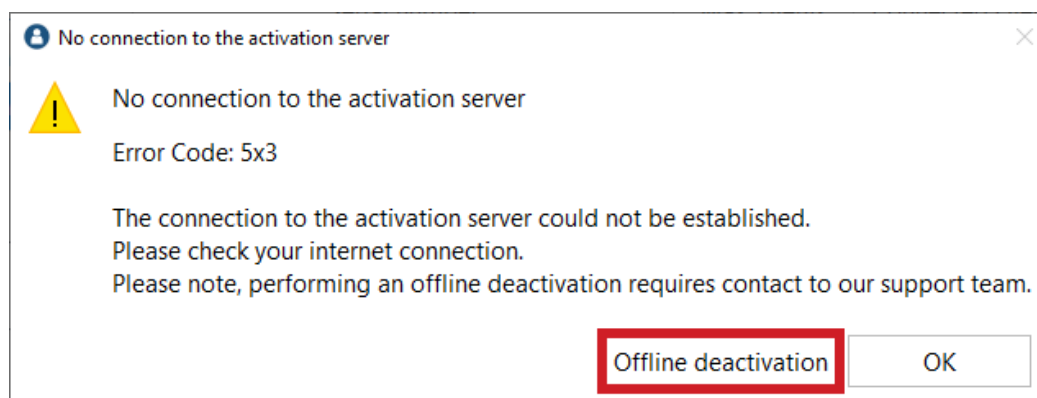 No connection to the activation server
No connection to the activation server
Error Code: 5x3
The connection to the activation server could not be established.
Please check your internet connection.
Please note, performing an offline deactivation requires contact to our support team.
Offline deactivation OK